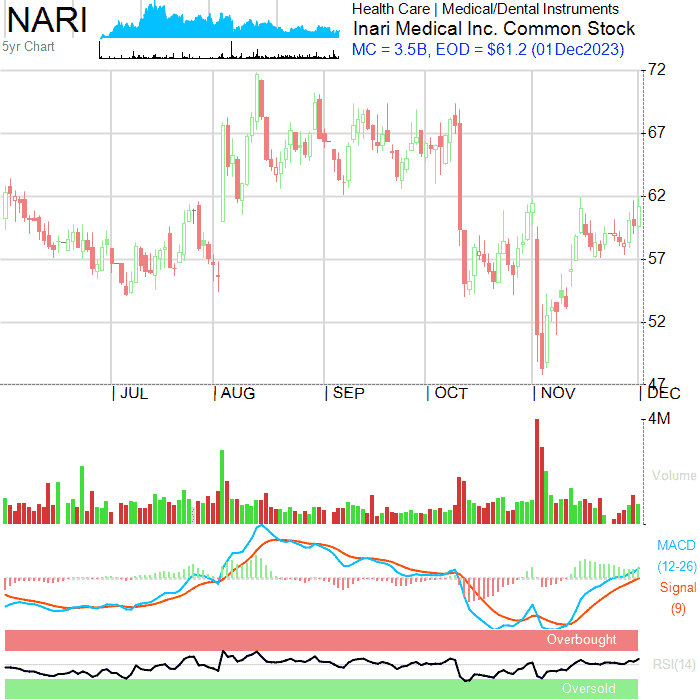 NARI
5yr Chart
Health Care | Medical/Dental Instruments
Inari Medical Inc. Common Stock
MC = 3.5B, EOD = $61.2 (01Dec2023)
72
67
62
57
52
47
JUL
AUG
SEP
OCT
NOV
DEC
4M
Volume
MACD
(12-26)
Signal
(9)
Overbought
RSI(14)
Oversold